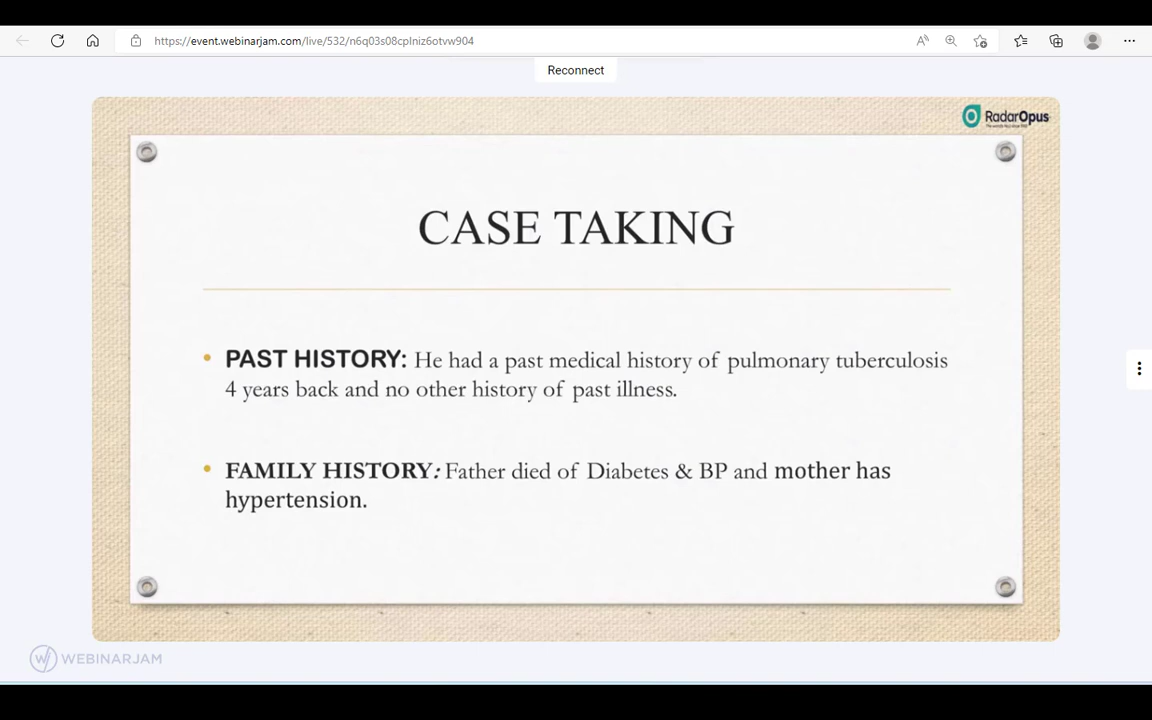 https://event.webinarjam.com/live/532/n6q03s08cplniz6otvw904
Reconnect
RadarOpus
CASE TAKING
• PAST HISTORY: He had a past medical history of pulmonary tuberculosis
4 years back and no other history of past illness.
• FAMILY HISTORY: Father died of Diabetes & BP and mother has
hypertension.
WEBINARJAM